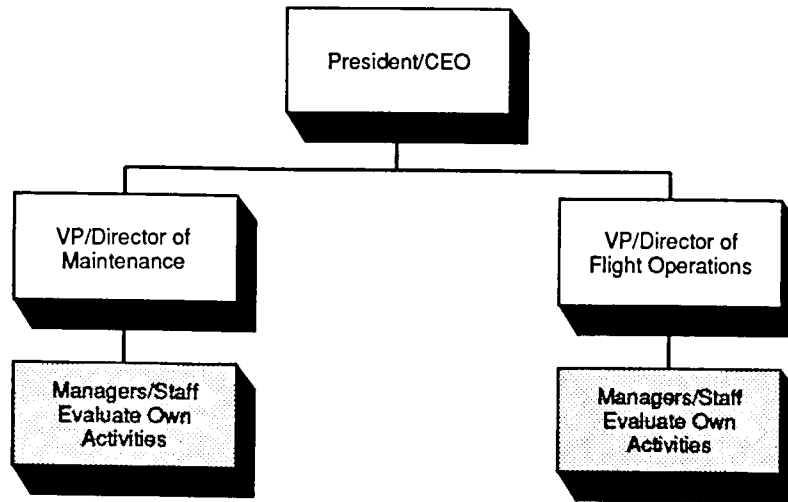 President/CEO
VP/Director of
Maintenance
VP/Director of
Flight Operations
Managers/Staff
Evaluate Own
Activities
Managers/Staff
Evaluate Own
Activities